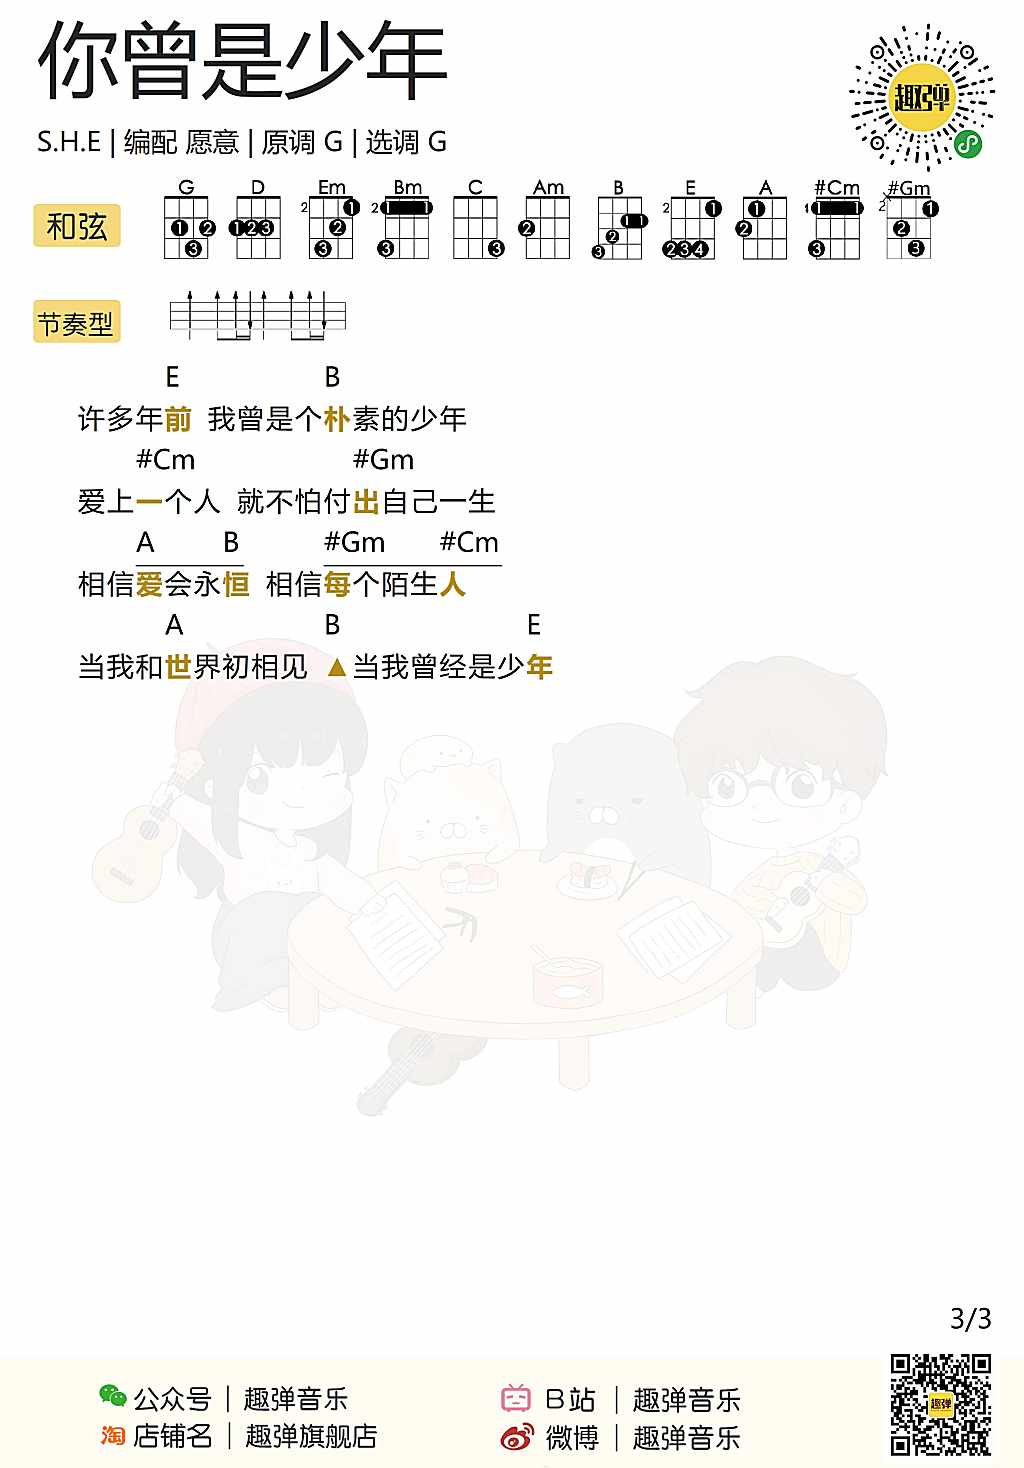 你曾是少年
趣弹
S.H.E | 编配 愿意 | 原调 G | 选调 G
和弦
G D Em Bm C Am B E A #Cm #Gm
节奏型
E B
许多年前 我曾是个朴素的少年
#Cm #Gm
爱上一个人 就不怕付出自己一生
A B #Gm #Cm
相信爱会永恒 相信每个陌生人
A B E
当我和世界初相见 ▲当我曾经是少年
3/3
公众号 | 趣弹音乐
B站 | 趣弹音乐
淘 店铺名 | 趣弹旗舰店
微博 | 趣弹音乐
趣弹